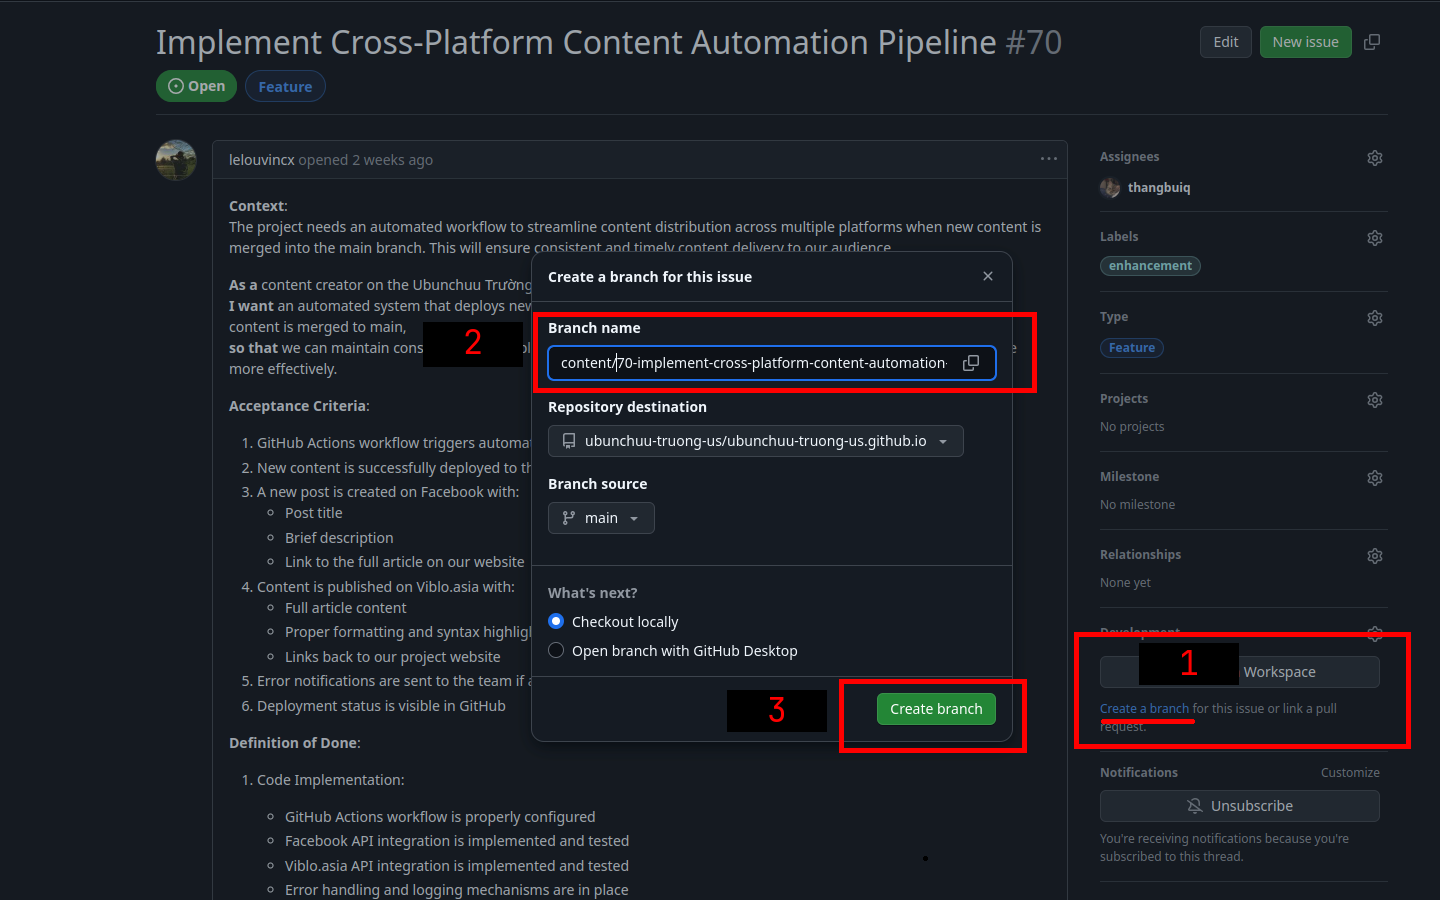 Implement Cross-Platform Content Automation Pipeline #70
Edit
New issue
Open
Feature
lelouvincx opened 2 weeks ago
Context:
The project needs an automated workflow to streamline content distribution across multiple platforms when new content is
merged into the main branch. This will ensure consistent and timely content delivery to our audience.
As a content creator on the Ubunchuu Trường
I want an automated system that deploys new
content is merged to main,
so that we can maintain cons
more effectively.
Acceptance Criteria:
1. GitHub Actions workflow triggers automat
2. New content is successfully deployed to th
3. A new post is created on Facebook with:
Post title
Brief description
Link to the full article on our website
4. Content is published on Viblo.asia with:
Full article content
Proper formatting and syntax highligh
Links back to our project website
5. Error notifications are sent to the team if a
6. Deployment status is visible in GitHub
Definition of Done:
1. Code Implementation:
GitHub Actions workflow is properly configured
Facebook API integration is implemented and tested
Viblo.asia API integration is implemented and tested
Error handling and logging mechanisms are in place
2
Create a branch for this issue
Branch name
content/70-implement-cross-platform-content-automation-
Repository destination
ubunchuu-truong-us/ubunchuu-truong-us.github.io
Branch source
main
What's next?
Checkout locally
Open branch with GitHub Desktop
3
Create branch
Assignees
thangbuiq
Labels
enhancement
Type
Feature
Projects
No projects
Milestone
No milestone
Relationships
None yet
Development
1
Workspace
Create a branch for this issue or link a pull
request.
Notifications
Customize
Unsubscribe
You're receiving notifications because you're
subscribed to this thread.